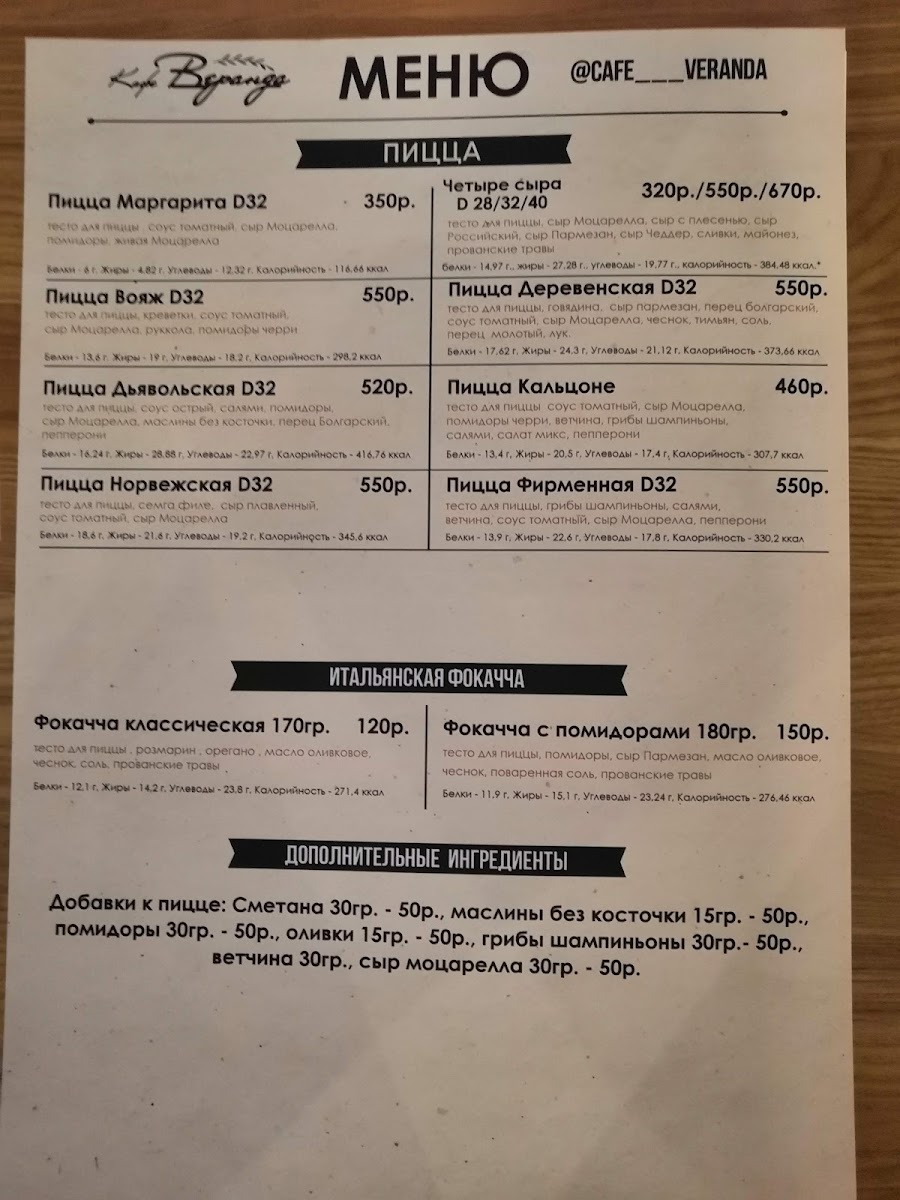 Кафе Веранда
МЕНЮ
@CAFE___VERANDA
ПИЦЦА
Пицца Маргарита D32 350р.
тесто для пиццы, соус томатный, сыр Моцарелла,
помидоры, живая Моцарелла
Белки - 6 г. Жиры - 4.82 г. Углеводы - 12.32 г. Калорийность - 116,66 ккал
Пицца Вояж D32 550р.
тесто для пиццы, креветки, соус томатный,
сыр Моцарелла, руккола, помидоры черри
Белки - 13,6 г. Жиры - 19 г. Углеводы - 18.2 г. Калорийность - 298,2 ккал
Пицца Дьявольская D32 520р.
тесто для пиццы, соус острый, салями, помидоры,
сыр Моцарелла, маслины без косточки, перец Болгарский,
пепперони
Белки - 16,24 г. Жиры - 28,88 г. Углеводы - 22,97 г. Калорийность - 416,76 ккал
Пицца Норвежская D32 550р.
тесто для пиццы, семга филе, сыр плавленный,
соус томатный, сыр Моцарелла
Белки - 18,6 г. Жиры - 21,6 г. Углеводы - 19,2 г. Калорийность - 345,6 ккал
Четыре сыра
D 28/32/40 320р./550р./670р.
тесто для пиццы, сыр Моцарелла, сыр с плесенью, сыр
Российский, сыр Пармезан, сыр Чеддер, сливки, майонез,
прованские травы
белки - 14,97 г., жиры - 27.28 г., углеводы - 19.77 г., калорийность - 384,48 ккал.*
Пицца Деревенская D32 550р.
тесто для пиццы, говядина, сыр пармезан, перец болгарский,
соус томатный, сыр Моцарелла, чеснок, тимьян, соль,
перец молотый, лук.
Белки - 17,62 г. Жиры - 24,3 г. Углеводы - 21,12 г. Калорийность - 373,66 ккал
Пицца Кальцоне 460р.
тесто для пиццы соус томатный, сыр Моцарелла,
помидоры черри, ветчина, грибы шампиньоны,
салями, салат микс, пепперони
Белки - 13,4 г, Жиры - 20,5 г. Углеводы - 17,4 г. Калорийность - 307,7 ккал
Пицца Фирменная D32 550р.
тесто для пиццы, грибы шампиньоны, салями,
ветчина, соус томатный, сыр Моцарелла, пепперони
Белки - 13,9 г, Жиры - 22,6 г, Углеводы - 17,8 г. Калорийность - 330,2 ккал
ИТАЛЬЯНСКАЯ ФОКАЧЧА
Фокачча классическая 170гр. 120р.
тесто для пиццы , розмарин , орегано , масло оливковое,
чеснок, соль, прованские травы
Белки - 12,1 г. Жиры - 14,2 г. Углеводы - 23,8 г. Калорийность - 271,4 ккал
Фокачча с помидорами 180гр. 150р.
тесто для пиццы, помидоры, сыр Пармезан, масло оливковое,
чеснок, поваренная соль, прованские травы
Белки - 11,9 г. Жиры - 15,1 г. Углеводы - 23,24 г. Калорийность - 276,46 ккал
ДОПОЛНИТЕЛЬНЫЕ ИНГРЕДИЕНТЫ
Добавки к пицце: Сметана 30гр. - 50р., маслины без косточки 15гр. - 50р.,
помидоры 30гр. - 50р., оливки 15гр. - 50р., грибы шампиньоны 30гр.- 50р.,
ветчина 30гр., сыр моцарелла 30гр. - 50р.